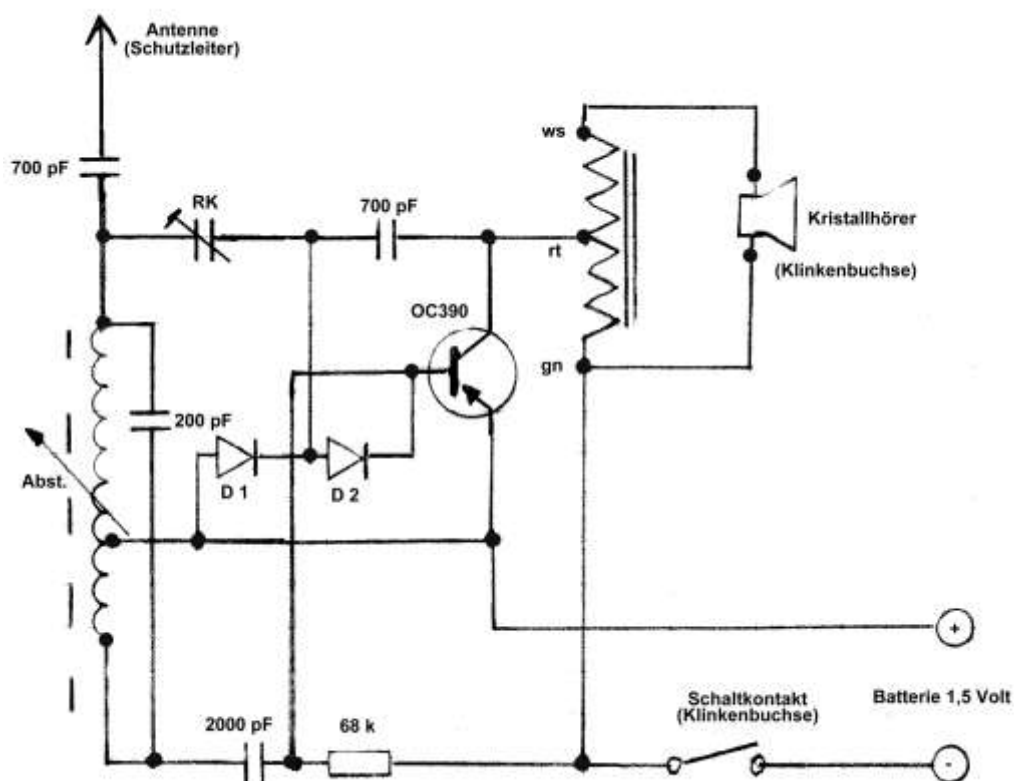 Antenne
(Schutzleiter)
700 pF
RK
700 pF
ws
rt
gn
Kristallhörer
(Klinkenbuchse)
OC390
200 pF
Abst.
D 1
D 2
+
2000 pF
68 k
Schaltkontakt
(Klinkenbuchse)
Batterie 1,5 Volt
-